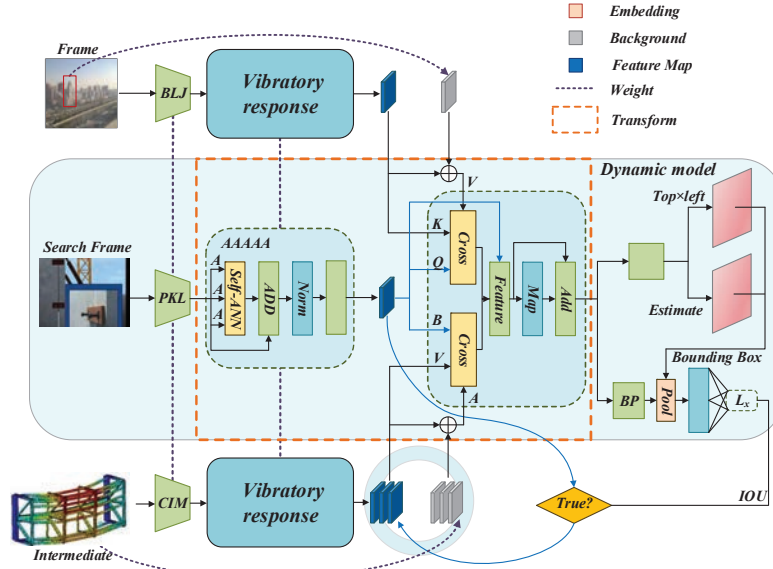 Frame
BLJ
Vibratory
response
Embedding
Background
Feature Map
Weight
Transform
Dynamic model
Search Frame
PKL
AAAAA
A
A
A
Self-ANN
ADD
Norm
V
K
Q
Cross
B
V
Cross
A
Feature
Map
Add
Top×left
Estimate
Bounding Box
BP
Pool
Lx
Intermediate
CIM
Vibratory
response
True?
IOU